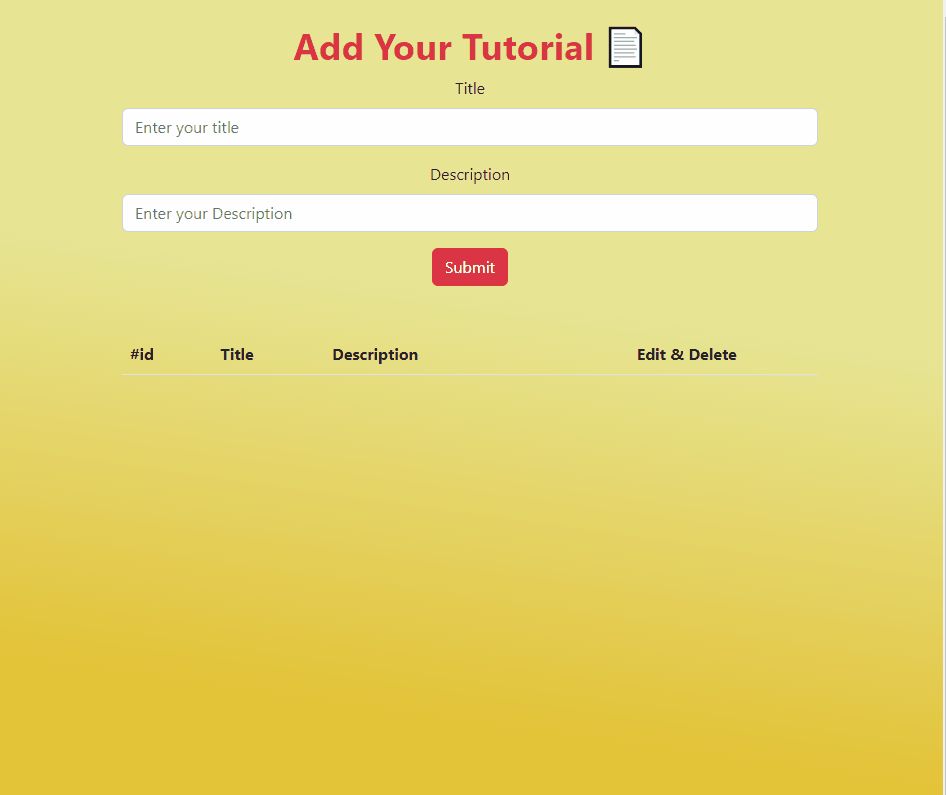 Add Your Tutorial
Title
Enter your title
Description
Enter your Description
Submit
#id Title Description Edit & Delete